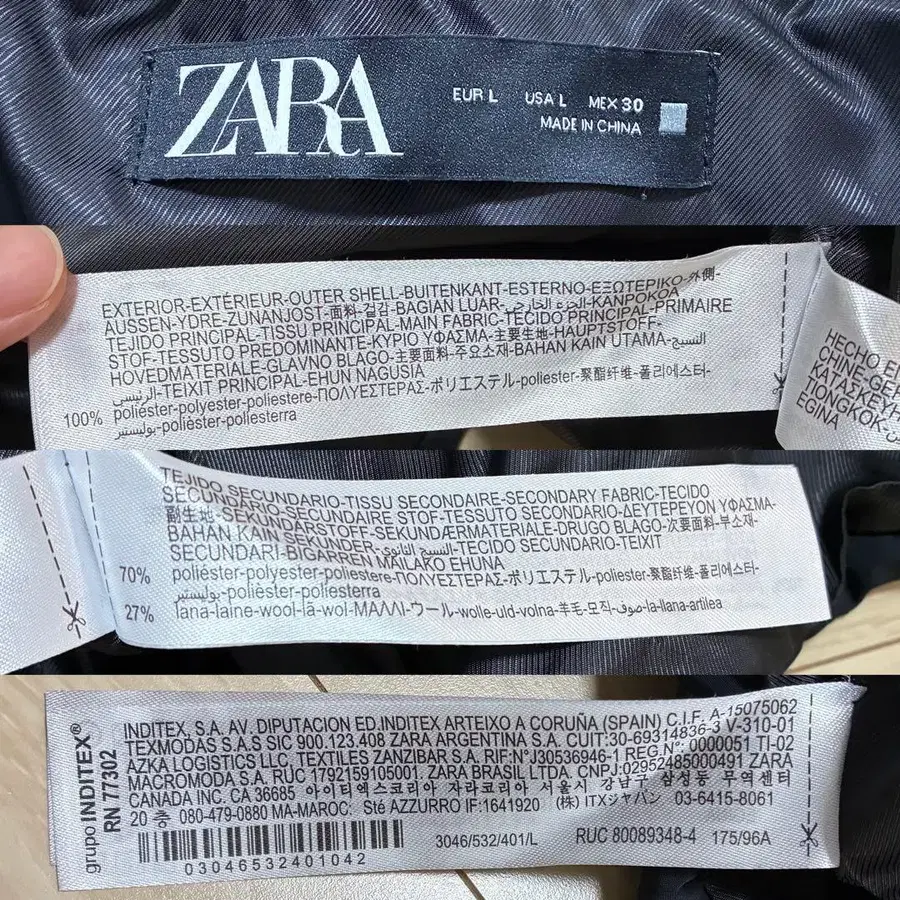 ZARA
EUR L USA L MEX 30
MADE IN CHINA
EXTERIOR-EXTÉRIEUR-OUTER SHELL-BUITENKANT-ESTERNO-ΕΞΩΤΕΡΙΚΟ-外側-
AUSSEN-YDRE-ZUNANJOST-面料-겉감-BAGIAN LUAR-الجزء الخارجي-KANPOKOA
TEJIDO PRINCIPAL-TISSU PRINCIPAL-MAIN FABRIC-TECIDO PRINCIPAL-PRIMAIRE
STOF-TESSUTO PREDOMINANTE-ΚΥΡΙΟ ΥΦΑΣΜΑ-主要生地-HAUPTSTOFF-
HOVEDMATERIALE-GLAVNO BLAGO-主要面料-주요소재-BAHAN KAIN UTAMA-النسيج
الرئيسي-TEIXIT PRINCIPAL-EHUN NAGUSIA
100% poliéster-polyester-poliestere-ΠΟΛΥΕΣΤΕΡΑΣ-ポリエステル-poliester-聚酯纤维-폴리에스터-
بوليستير-polièster-poliesterra
HECHO E
CHINE-GE
ΚΑΤΑΣΚΕΥΗ
TIONGKOK-
EGINA
TEJIDO SECUNDARIO-TISSU SECONDAIRE-SECONDARY FABRIC-TECIDO
SECUNDÁRIO-SECUNDAIRE STOF-TESSUTO SECONDARIO-ΔΕΥΤΕΡΕΥΟΝ ΥΦΑΣΜΑ-
副生地-SEKUNDÄRSTOFF-SEKUNDÆRMATERIALE-DRUGO BLAGO-次要面料-부소재-
BAHAN KAIN SEKUNDER-النسيج الثانوي-TECIDO SECUNDARIO-TEIXIT
SECUNDARI-BIGARREN MAILAKO EHUNA
70% poliéster-polyester-poliestere-ΠΟΛΥΕΣΤΕΡΑΣ-ポリエステル-poliester-聚酯纤维-폴리에스터-
بوليستير-polièster-poliesterra
27% lana-laine-wool-lã-wol-ΜΑΛΛΙ-ウール-wolle-uld-volna-羊毛-모직-صوف-la-llana-artilea
grupo INDITEX®
RN 77302
INDITEX, S.A. AV. DIPUTACION ED.INDITEX ARTEIXO A CORUÑA (SPAIN) C.I.F. A-15075062
TEXMODAS S.A.S SIC 900.123.408 ZARA ARGENTINA S.A. CUIT:30-69314836-3 V-310-01
AZKA LOGISTICS LLC, TEXTILES ZANZIBAR S.A. RIF:N°J30536946-1 REG.N°: 0000051 TI-02
MACROMODA S.A. RUC 1792159105001. ZARA BRASIL LTDA. CNPJ:02952485000491 ZARA
CANADA INC. CA 36685 아이티엑스코리아 자라코리아 서울시 강남구 삼성동 무역센터
20 층 080-479-0880 MA-MAROC: Sté AZZURRO IF:1641920 (株) ITXジャパン 03-6415-8061
3046/532/401/L RUC 80089348-4 175/96A
03046532401042